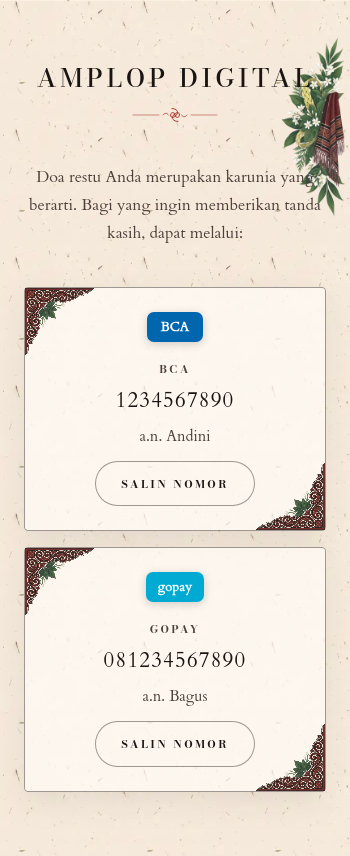 AMPLOP DIGITAL
Doa restu Anda merupakan karunia yang
berarti. Bagi yang ingin memberikan tanda
kasih, dapat melalui:
BCA
BCA
1234567890
a.n. Andini
SALIN NOMOR
gopay
GOPAY
081234567890
a.n. Bagus
SALIN NOMOR